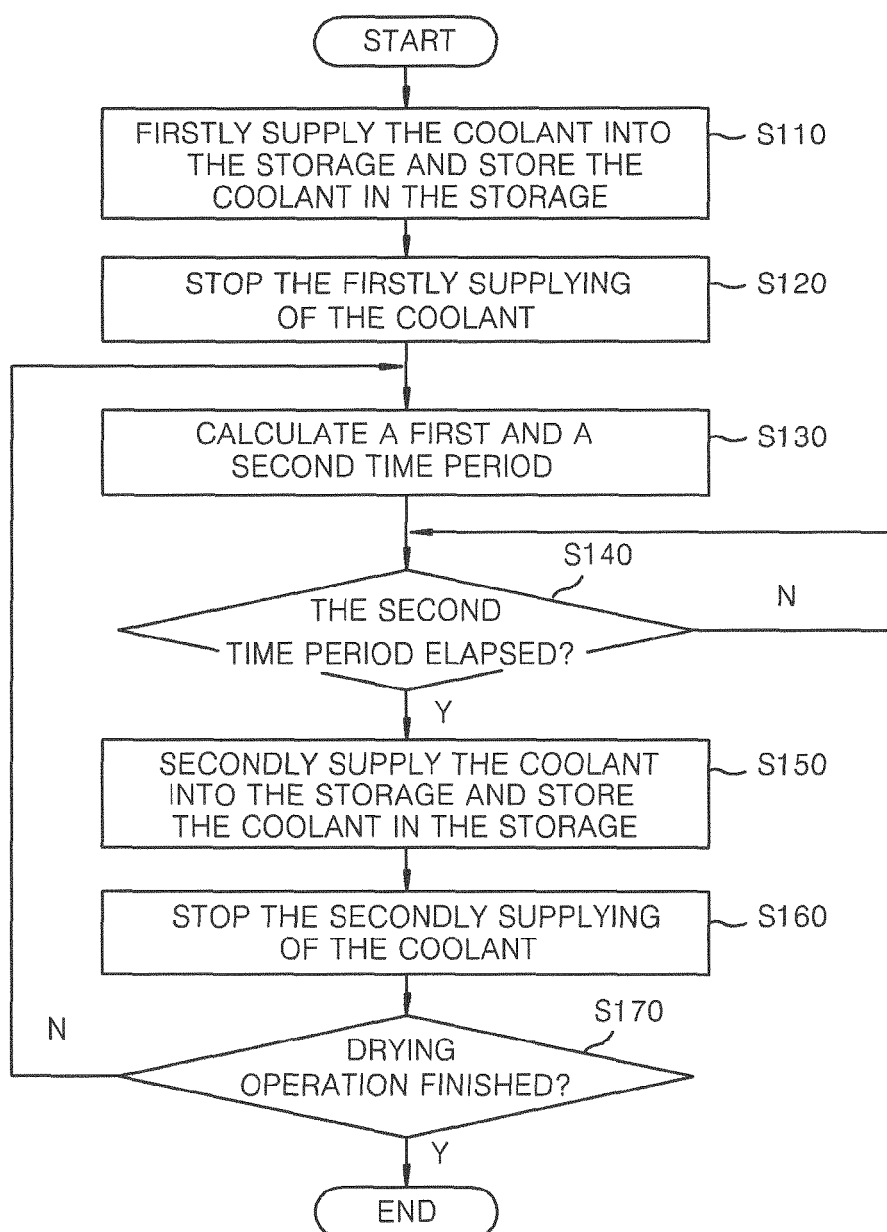 START
FIRSTLY SUPPLY THE COOLANT INTO
THE STORAGE AND STORE THE
COOLANT IN THE STORAGE
S110
STOP THE FIRSTLY SUPPLYING
OF THE COOLANT
S120
CALCULATE A FIRST AND A
SECOND TIME PERIOD
S130
S140
THE SECOND
TIME PERIOD ELAPSED?
N
Y
SECONDLY SUPPLY THE COOLANT
INTO THE STORAGE AND STORE
THE COOLANT IN THE STORAGE
S150
STOP THE SECONDLY SUPPLYING
OF THE COOLANT
S160
S170
N
DRYING
OPERATION FINISHED?
Y
END